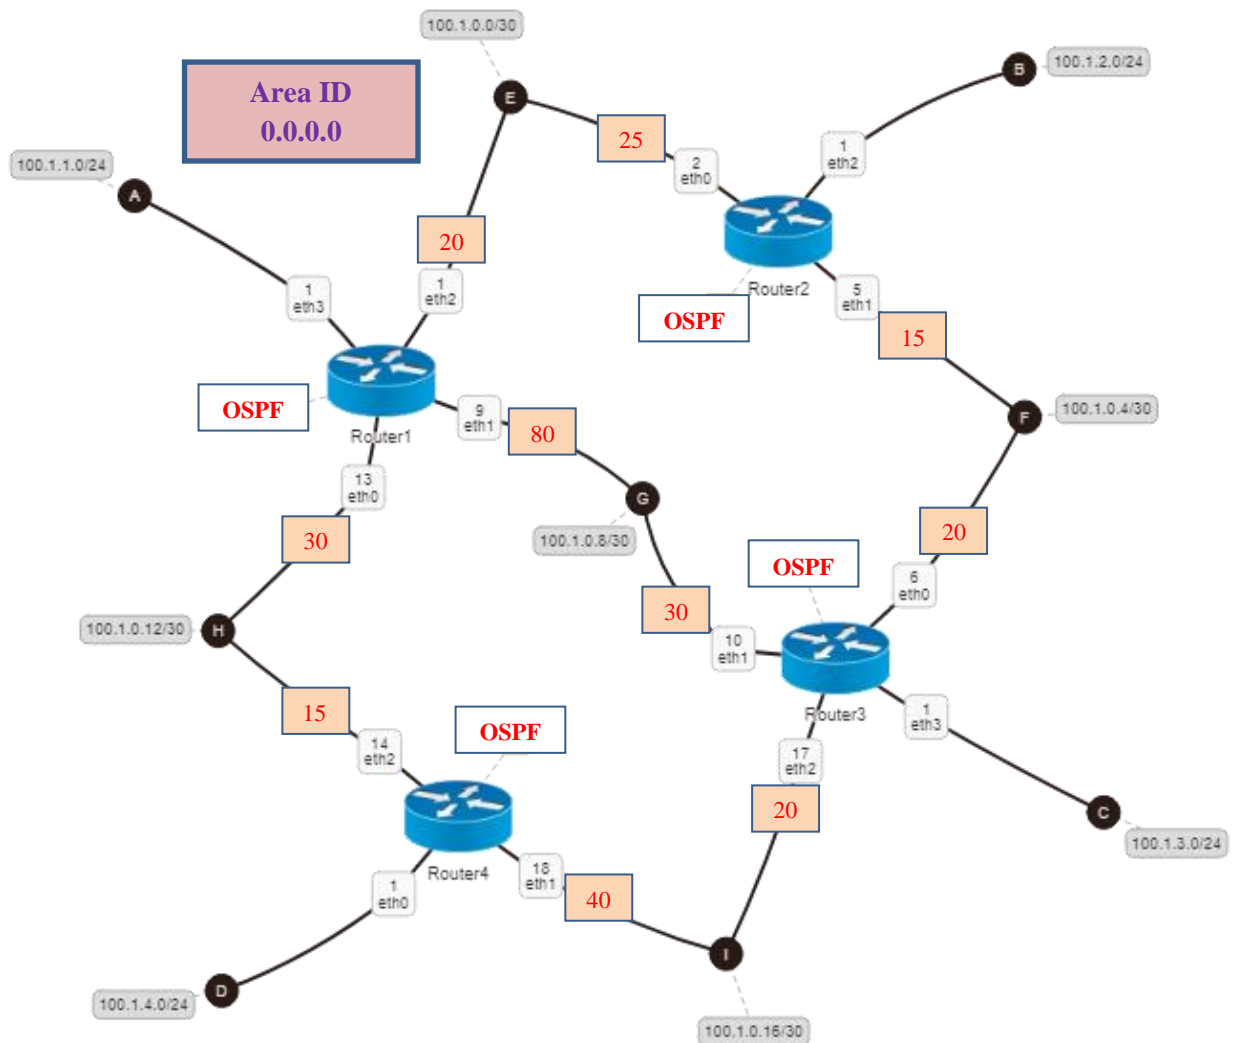 100.1.0.0/30
B
100.1.2.0/24
Area ID
0.0.0.0
E
25
1
eth2
2
eth0
100.1.1.0/24
A
20
1
eth2
1
eth3
Router2
5
eth1
OSPF
15
OSPF
9
eth1
80
Router1
F
100.1.0.4/30
13
eth0
G
30
100.1.0.8/30
20
OSPF
6
eth0
30
10
eth1
100.1.0.12/30
H
15
OSPF
Router3
1
eth3
14
eth2
17
eth2
20
C
100.1.3.0/24
Router4
18
eth1
1
eth0
40
I
D
100.1.4.0/24
100.1.0.16/30